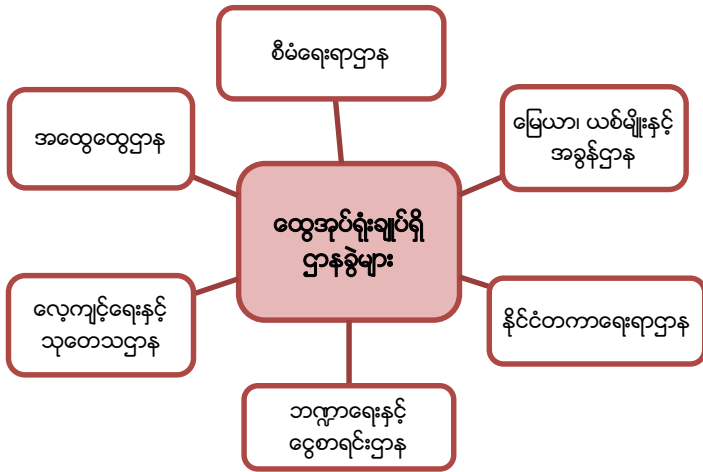 စီမံရေးရာဌာန
အထွေထွေဌာန
မြေယာ၊ ယစ်မျိုးနှင့်
အခွန်ဌာန
ထွေအုပ်ရုံးချုပ်ရှိ
ဌာနခွဲများ
လေ့ကျင့်ရေးနှင့်
သုတေသဌာန
နိုင်ငံတကာရေးရာဌာန
ဘဏ္ဍာရေးနှင့်
ငွေစာရင်းဌာန